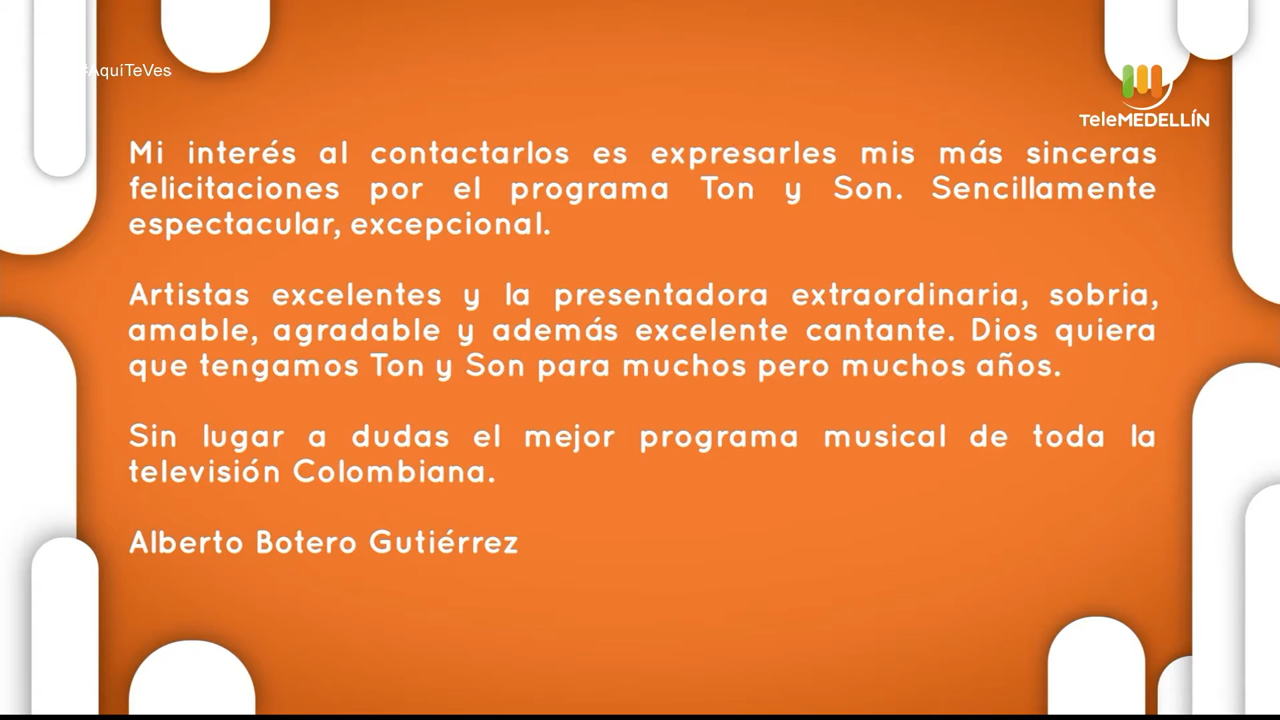 #AquíTeVes
TeleMEDELLÍN
Mi interés al contactarlos es expresarles mis más sinceras
felicitaciones por el programa Ton y Son. Sencillamente
espectacular, excepcional.
Artistas excelentes y la presentadora extraordinaria, sobria,
amable, agradable y además excelente cantante. Dios quiera
que tengamos Ton y Son para muchos pero muchos años.
Sin lugar a dudas el mejor programa musical de toda la
televisión Colombiana.
Alberto Botero Gutiérrez